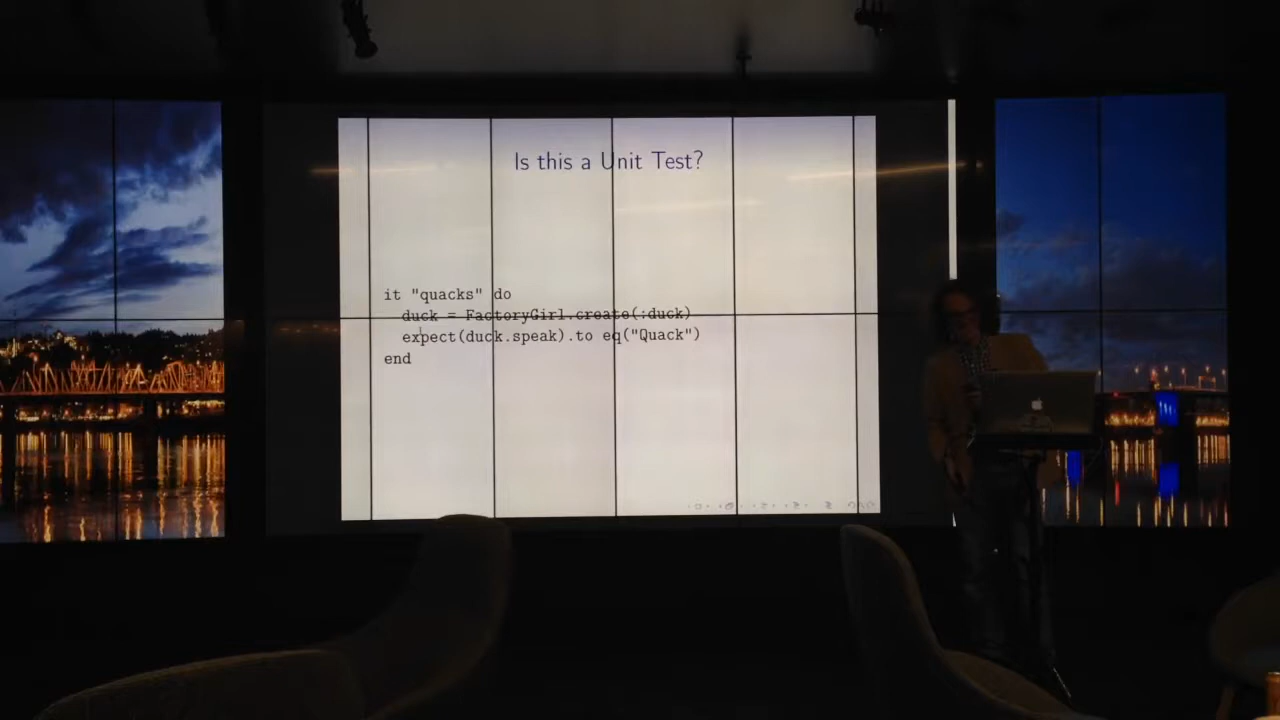 Is this a Unit Test?
it "quacks" do
duck = FactoryGirl.create(:duck)
expect(duck.speak).to eq("Quack")
end